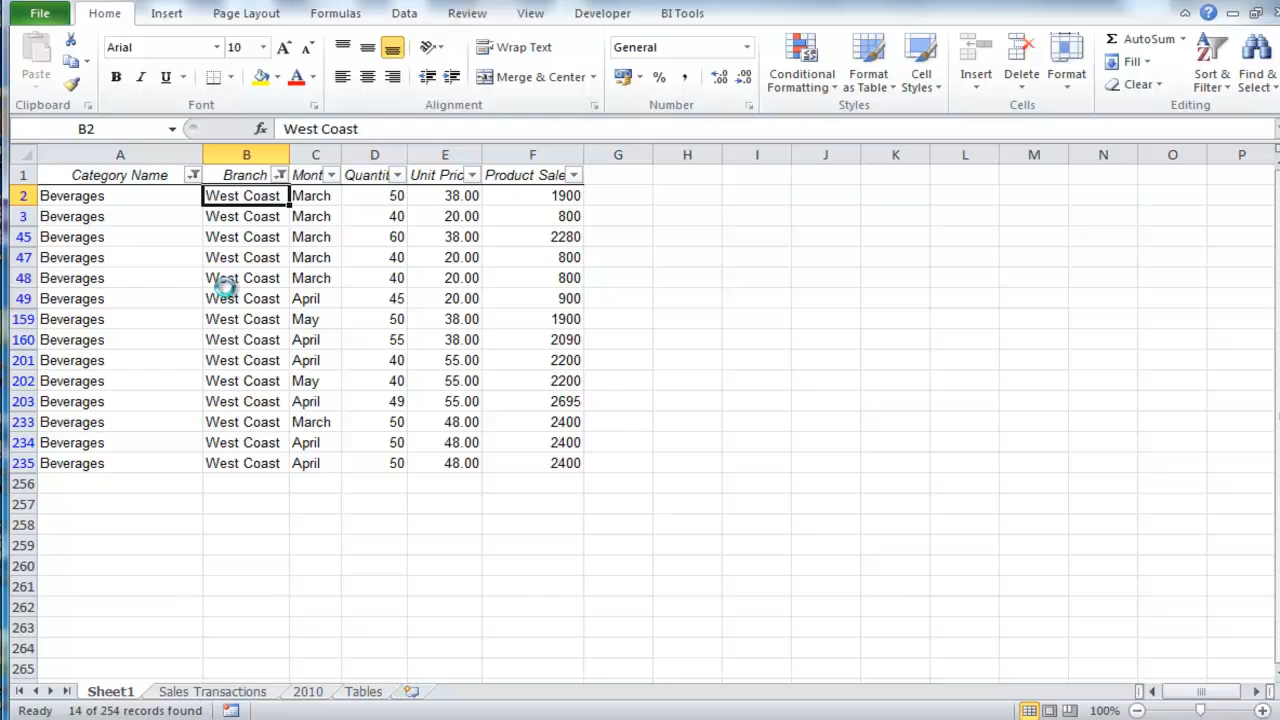 File Home Insert Page Layout Formulas Data Review View Developer BI Tools
Arial 10 Wrap Text General Σ AutoSum
Paste B I U A Merge & Center % , Conditional Formatting Format as Table Cell Styles Insert Delete Format Fill Clear Sort & Filter Find & Select
Clipboard Font Alignment Number Styles Cells Editing
B2 fx West Coast
A B C D E F G H I J K L M N O P
1 Category Name Branch Mont Quantit Unit Pric Product Sale
2 Beverages West Coast March 50 38.00 1900
3 Beverages West Coast March 40 20.00 800
45 Beverages West Coast March 60 38.00 2280
47 Beverages West Coast March 40 20.00 800
48 Beverages West Coast March 40 20.00 800
49 Beverages West Coast April 45 20.00 900
159 Beverages West Coast May 50 38.00 1900
160 Beverages West Coast April 55 38.00 2090
201 Beverages West Coast April 40 55.00 2200
202 Beverages West Coast May 40 55.00 2200
203 Beverages West Coast April 49 55.00 2695
233 Beverages West Coast March 50 48.00 2400
234 Beverages West Coast April 50 48.00 2400
235 Beverages West Coast April 50 48.00 2400
256
257
258
259
260
261
262
263
264
265
Sheet1 Sales Transactions 2010 Tables
Ready 14 of 254 records found 100%